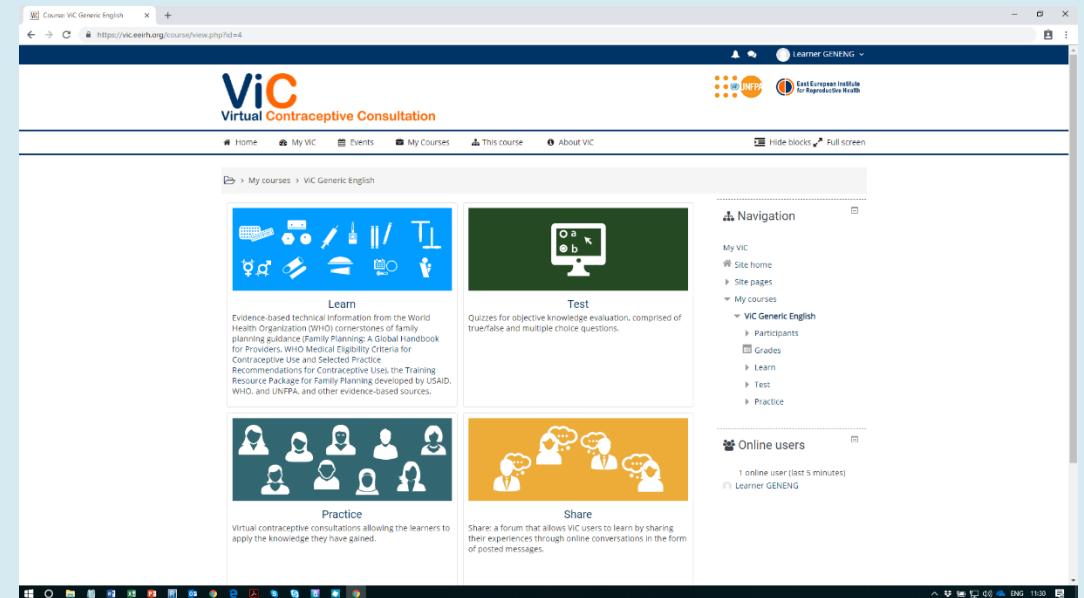 Course: ViC Generic English
https://vic.eeirh.org/course/view.php?id=4
Learner GENENG
ViC
Virtual Contraceptive Consultation
UNFPA
East European Institute
for Reproductive Health
Home My ViC Events My Courses This course About ViC Hide blocks Full screen
My courses > ViC Generic English
a
b
Learn
Evidence-based technical information from the World
Health Organization (WHO) cornerstones of family
planning guidance (Family Planning: A Global Handbook
for Providers, WHO Medical Eligibility Criteria for
Contraceptive Use and Selected Practice
Recommendations for Contraceptive Use), the Training
Resource Package for Family Planning developed by USAID,
WHO, and UNFPA, and other evidence-based sources.
Test
Quizzes for objective knowledge evaluation, comprised of
true/false and multiple choice questions.
Practice
Virtual contraceptive consultations allowing the learners to
apply the knowledge they have gained.
Share
Share: a forum that allows ViC users to learn by sharing
their experiences through online conversations in the form
of posted messages.
Navigation
My ViC
Site home
Site pages
My courses
ViC Generic English
Participants
Grades
Learn
Test
Practice
Online users
1 online user (last 5 minutes)
Learner GENENG
ENG 11:30